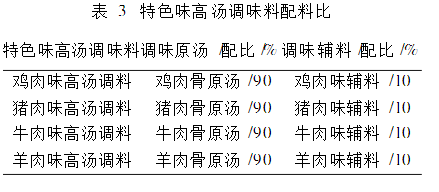 表 3 特色味高汤调味料配料比
特色味高汤调味料 调味原汤 /配比 /% 调味辅料 /配比 /%
鸡肉味高汤调料 鸡肉骨原汤 /90 鸡肉味辅料 /10
猪肉味高汤调料 猪肉骨原汤 /90 猪肉味辅料 /10
牛肉味高汤调料 牛肉骨原汤 /90 牛肉味辅料 /10
羊肉味高汤调料 羊肉骨原汤 /90 羊肉味辅料 /10